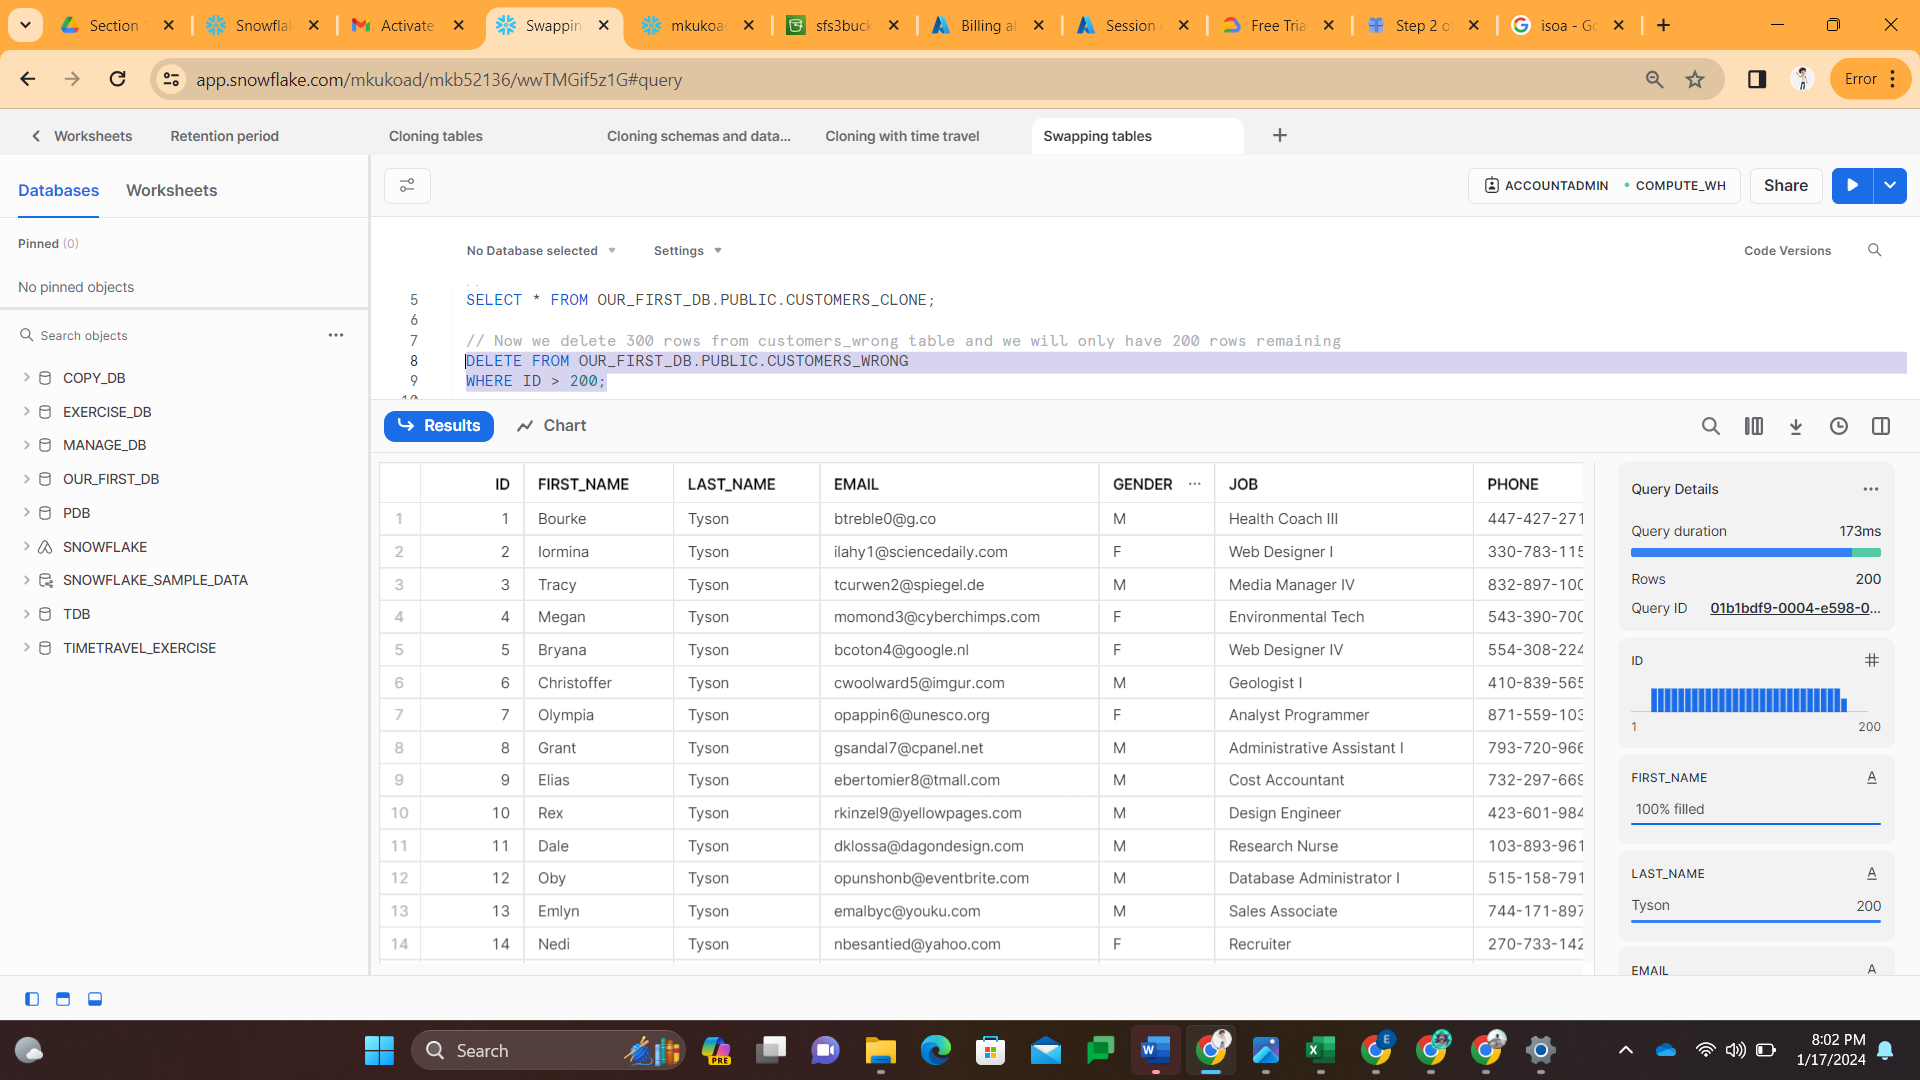 Section
Snowfla
Activate
Swappin
mkukoa
sfs3buck
Billing a
Session
Free Tria
Step 2 o
isoa - G
app.snowflake.com/mkukoad/mkb52136/wwTMGif5z1G#query
Error
Worksheets
Retention period
Cloning tables
Cloning schemas and data...
Cloning with time travel
Swapping tables
Databases
Worksheets
ACCOUNTADMIN
COMPUTE_WH
Share
Pinned (0)
No pinned objects
No Database selected
Settings
Code Versions
5 SELECT * FROM OUR_FIRST_DB.PUBLIC.CUSTOMERS_CLONE;
6
7 // Now we delete 300 rows from customers_wrong table and we will only have 200 rows remaining
8 DELETE FROM OUR_FIRST_DB.PUBLIC.CUSTOMERS_WRONG
9 WHERE ID > 200;
Search objects
COPY_DB
EXERCISE_DB
MANAGE_DB
OUR_FIRST_DB
PDB
SNOWFLAKE
SNOWFLAKE_SAMPLE_DATA
TDB
TIMETRAVEL_EXERCISE
Results
Chart
ID FIRST_NAME LAST_NAME EMAIL GENDER ... JOB PHONE
1 1 Bourke Tyson btreble0@g.co M Health Coach III 447-427-271
2 2 Iormina Tyson ilahy1@sciencedaily.com F Web Designer I 330-783-115
3 3 Tracy Tyson tcurwen2@spiegel.de M Media Manager IV 832-897-100
4 4 Megan Tyson momond3@cyberchimps.com F Environmental Tech 543-390-700
5 5 Bryana Tyson bcoton4@google.nl F Web Designer IV 554-308-224
6 6 Christoffer Tyson cwoolward5@imgur.com M Geologist I 410-839-565
7 7 Olympia Tyson opappin6@unesco.org F Analyst Programmer 871-559-103
8 8 Grant Tyson gsandal7@cpanel.net M Administrative Assistant I 793-720-966
9 9 Elias Tyson ebertomier8@tmall.com M Cost Accountant 732-297-669
10 10 Rex Tyson rkinzel9@yellowpages.com M Design Engineer 423-601-984
11 11 Dale Tyson dklossa@dagondesign.com M Research Nurse 103-893-961
12 12 Oby Tyson opunshonb@eventbrite.com M Database Administrator I 515-158-791
13 13 Emlyn Tyson emalbyc@youku.com M Sales Associate 744-171-897
14 14 Nedi Tyson nbesantied@yahoo.com F Recruiter 270-733-142
Query Details
Query duration 173ms
Rows 200
Query ID 01b1bdf9-0004-e598-0...
ID
1 200
FIRST_NAME
100% filled
LAST_NAME
Tyson 200
EMAIL
Search
PRE
8:02 PM
1/17/2024